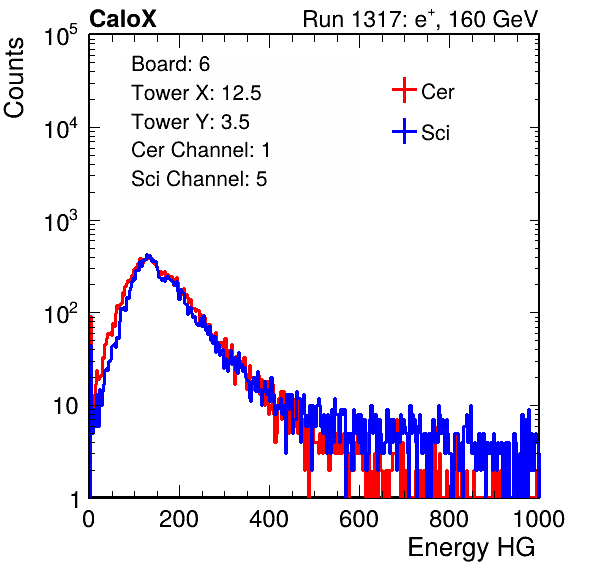 CaloX Run 1317: e⁺, 160 GeV
Counts
10⁵
10⁴
10³
10²
10
1
Board: 6
Tower X: 12.5
Tower Y: 3.5
Cer Channel: 1
Sci Channel: 5
Cer
Sci
0 200 400 600 800 1000
Energy HG